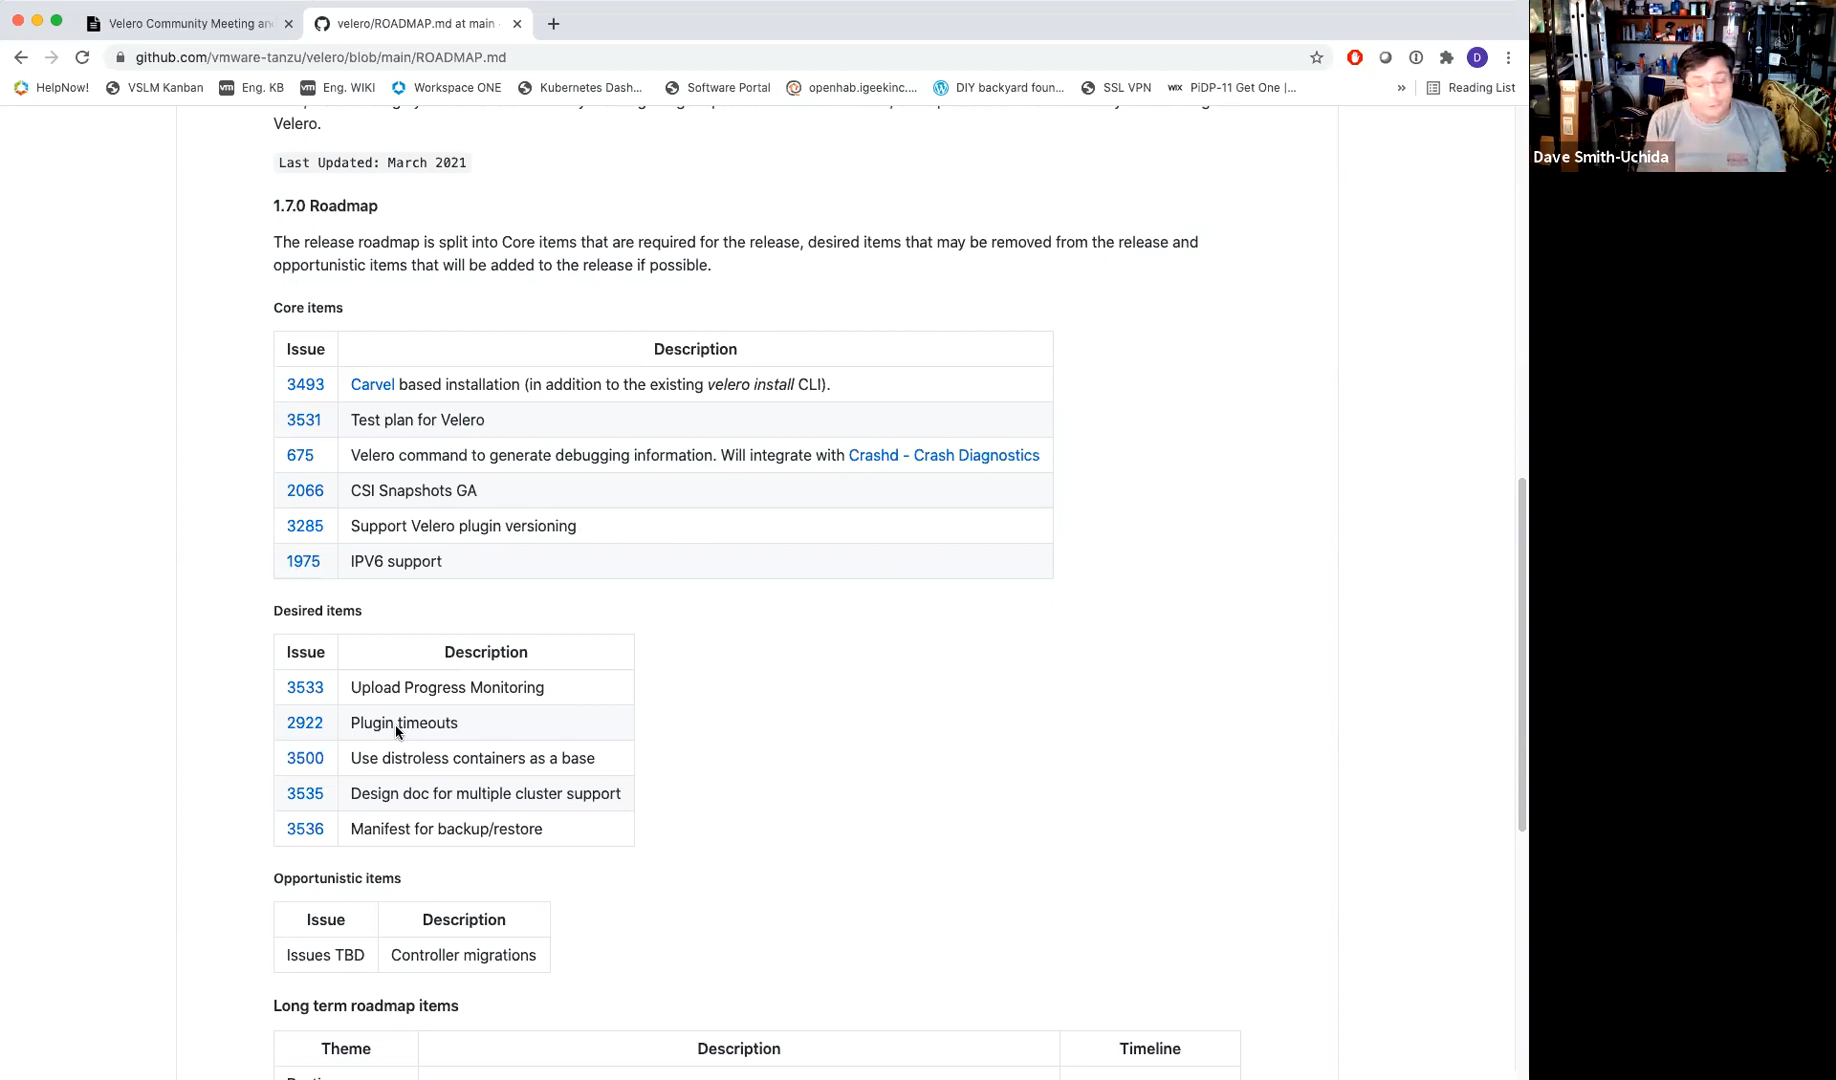 Velero Community Meeting an
velero/ROADMAP.md at main
github.com/vmware-tanzu/velero/blob/main/ROADMAP.md
D
HelpNow!
VSLM Kanban
vm Eng. KB
vm Eng. WIKI
Workspace ONE
Kubernetes Dash...
Software Portal
openhab.igeekinc....
DIY backyard foun...
SSL VPN
WIX PiDP-11 Get One |...
»
Reading List
Velero.
Last Updated: March 2021
1.7.0 Roadmap
The release roadmap is split into Core items that are required for the release, desired items that may be removed from the release and
opportunistic items that will be added to the release if possible.
Core items
Issue Description
3493 Carvel based installation (in addition to the existing velero install CLI).
3531 Test plan for Velero
675 Velero command to generate debugging information. Will integrate with Crashd - Crash Diagnostics
2066 CSI Snapshots GA
3285 Support Velero plugin versioning
1975 IPV6 support
Desired items
Issue Description
3533 Upload Progress Monitoring
2922 Plugin timeouts
3500 Use distroless containers as a base
3535 Design doc for multiple cluster support
3536 Manifest for backup/restore
Opportunistic items
Issue Description
Issues TBD Controller migrations
Long term roadmap items
Theme Description Timeline
Dave Smith-Uchida